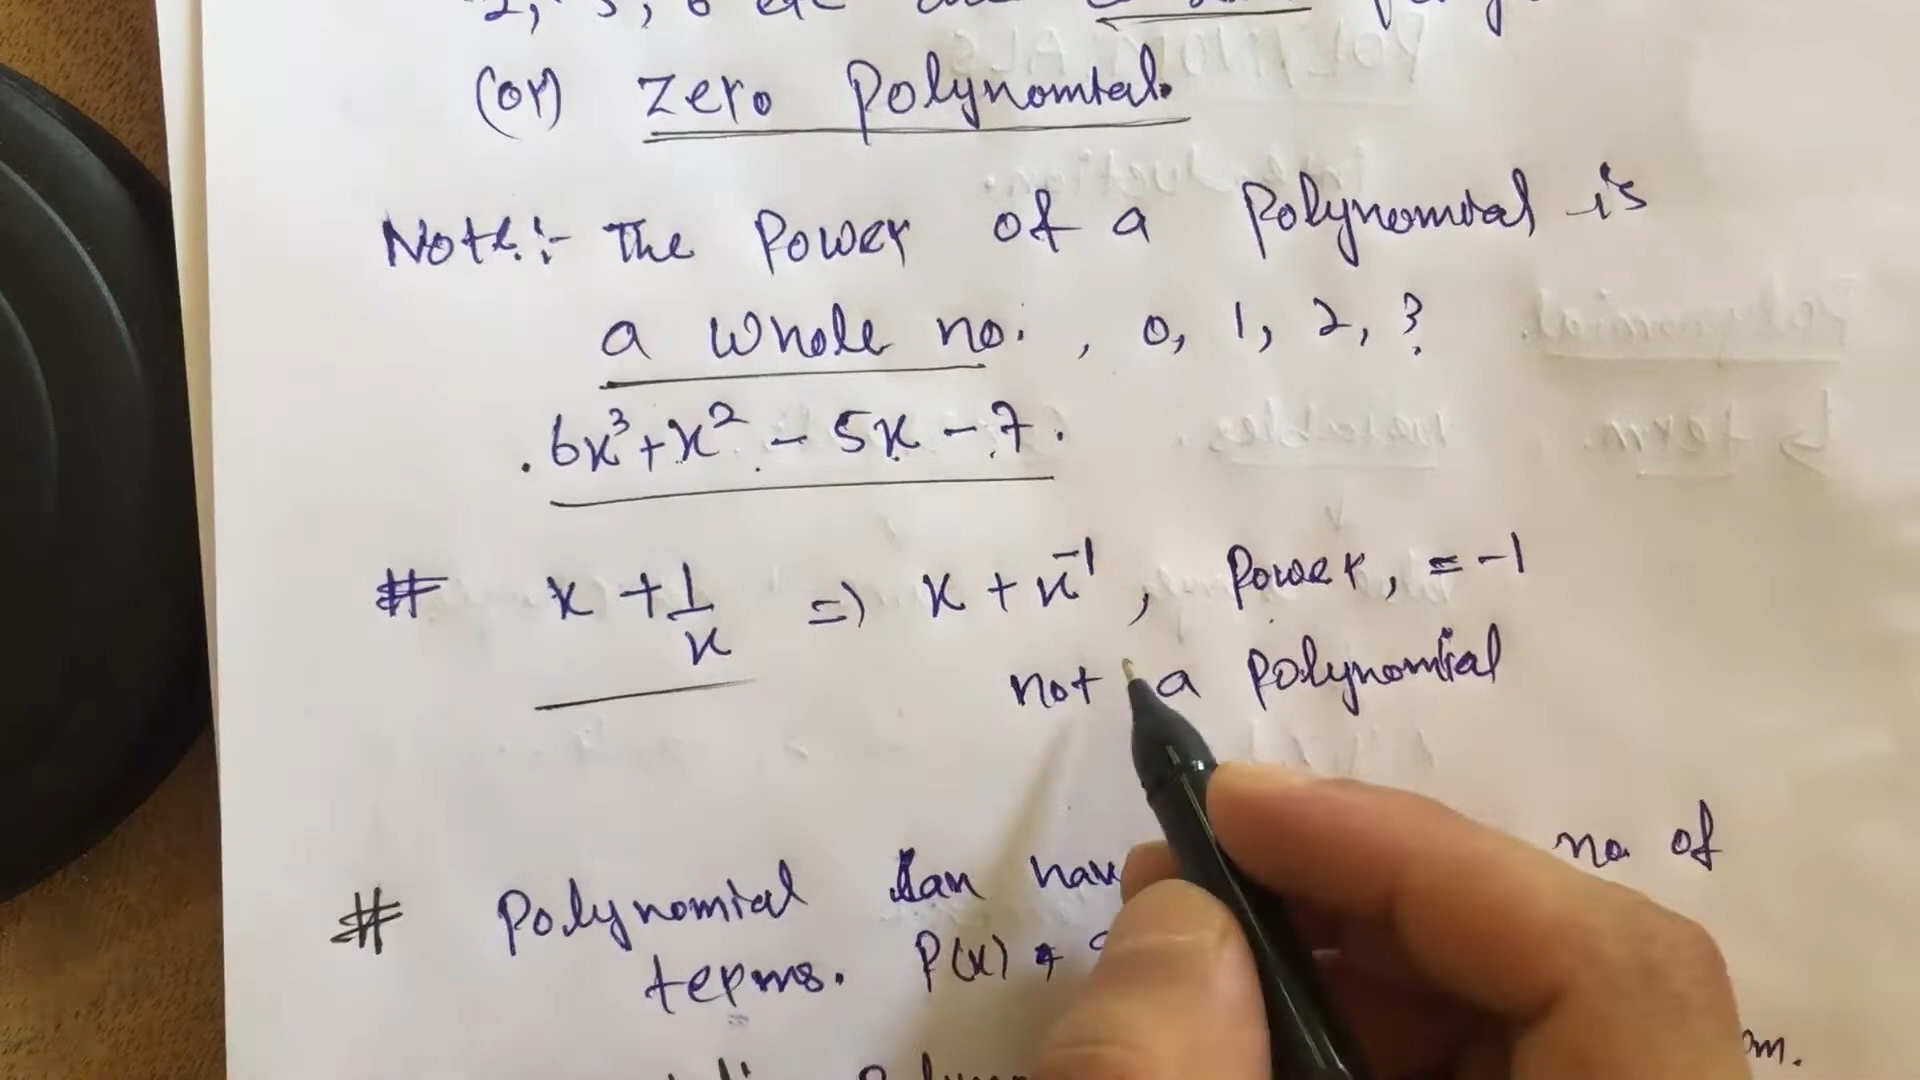 (or) zero Polynomial.
Note:- The Power of a Polynomial is
a whole no. , 0, 1, 2, 3
.6x³+x² - 5x - 7.
# x + 1/x => x + x⁻¹ , Power, = -1
not a Polynomial
# Polynomial can have no of
terms. P(x)